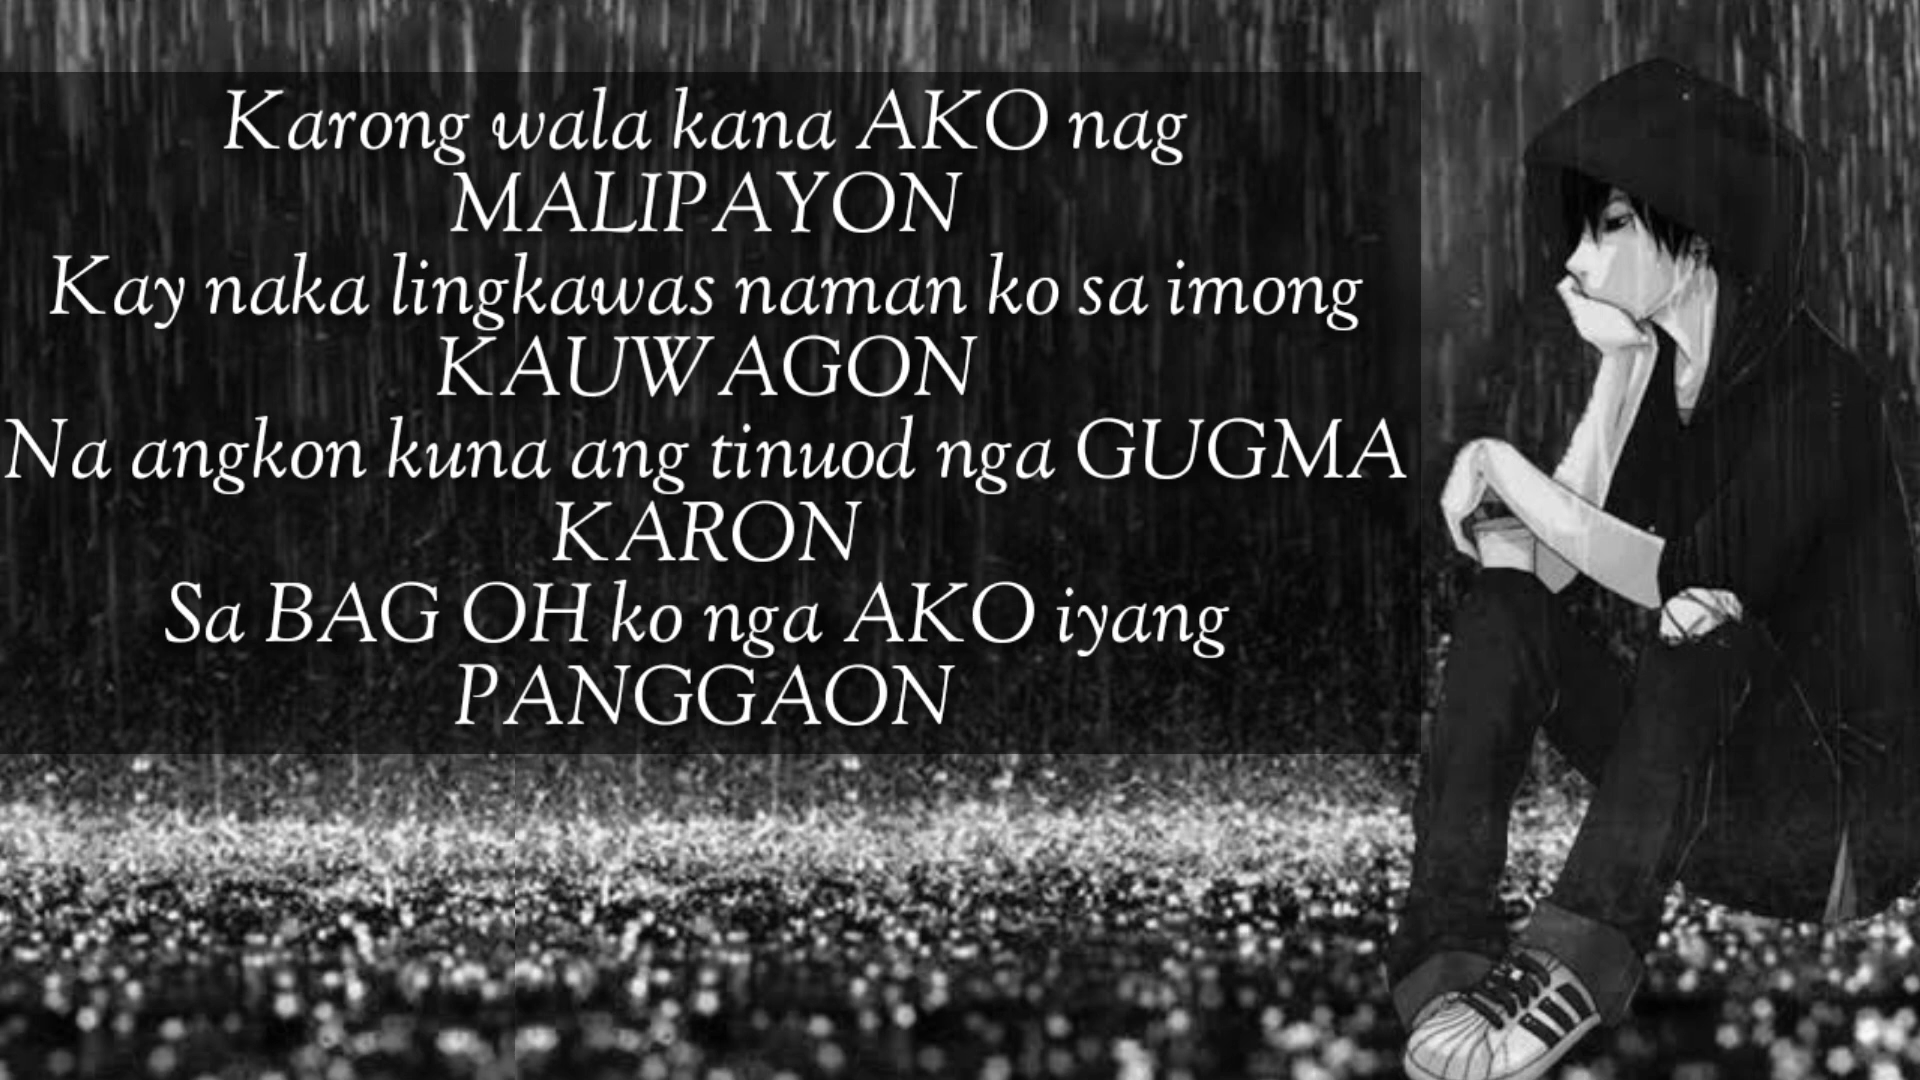 Karong wala kana AKO nag
MALIPAYON
Kay naka lingkawas naman ko sa imong
KAUWAGON
Na angkon kuna ang tinuod nga GUGMA
KARON
Sa BAG OH ko nga AKO iyang
PANGGAON